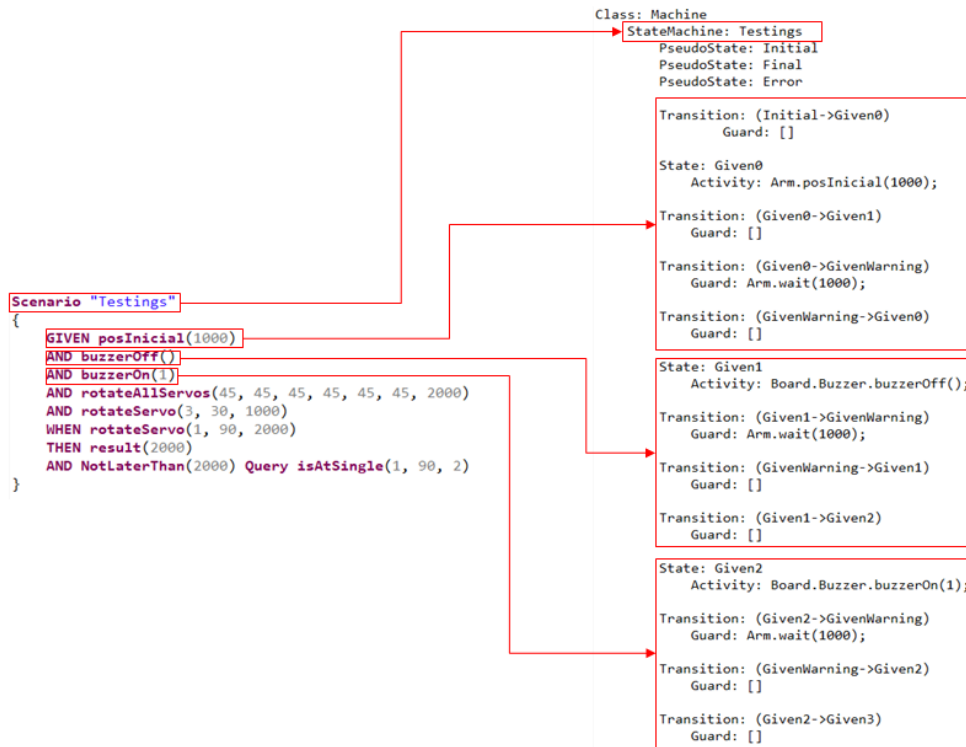 Class: Machine
StateMachine: Testings
PseudoState: Initial
PseudoState: Final
PseudoState: Error
Transition: (Initial->Given0)
Guard: []
State: Given0
Activity: Arm.posInicial(1000);
Transition: (Given0->Given1)
Guard: []
Transition: (Given0->GivenWarning)
Guard: Arm.wait(1000);
Transition: (GivenWarning->Given0)
Guard: []
Scenario "Testings"
{
GIVEN posInicial(1000)
AND buzzerOff()
AND buzzerOn(1)
AND rotateAllServos(45, 45, 45, 45, 45, 45, 2000)
AND rotateServo(3, 30, 1000)
WHEN rotateServo(1, 90, 2000)
THEN result(2000)
AND NotLaterThan(2000) Query isAtSingle(1, 90, 2)
}
State: Given1
Activity: Board.Buzzer.buzzerOff();
Transition: (Given1->GivenWarning)
Guard: Arm.wait(1000);
Transition: (GivenWarning->Given1)
Guard: []
Transition: (Given1->Given2)
Guard: []
State: Given2
Activity: Board.Buzzer.buzzerOn(1);
Transition: (Given2->GivenWarning)
Guard: Arm.wait(1000);
Transition: (GivenWarning->Given2)
Guard: []
Transition: (Given2->Given3)
Guard: []